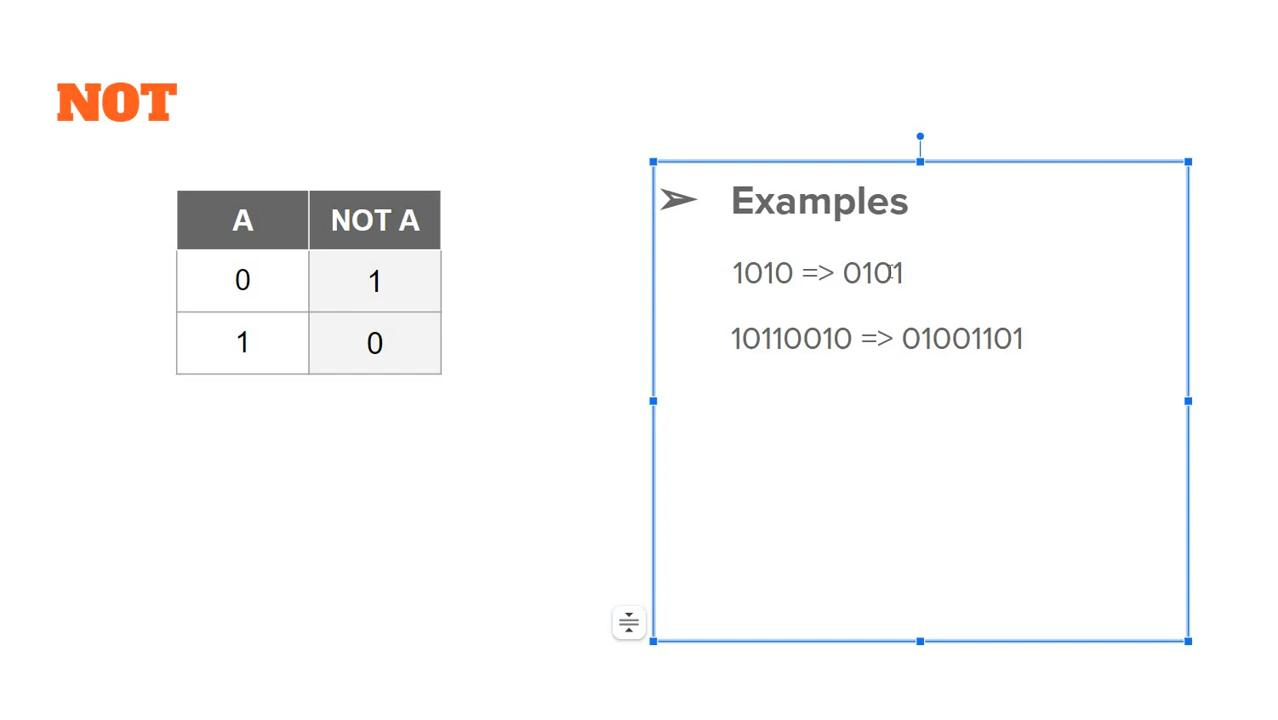 NOT
A NOT A
0 1
1 0
➢ Examples
1010 => 0101
10110010 => 01001101